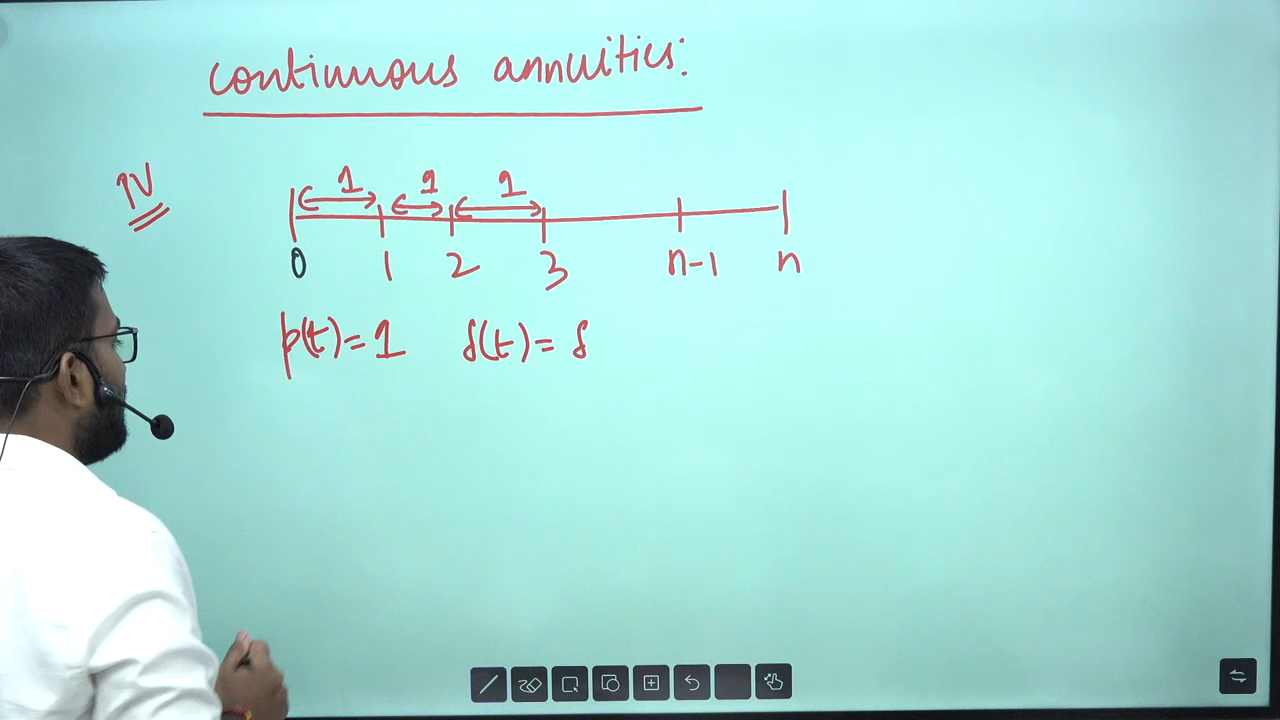 continuous annuities:
PV
1 1 1
0 1 2 3 n-1 n
p(t)=1 δ(t)=δ